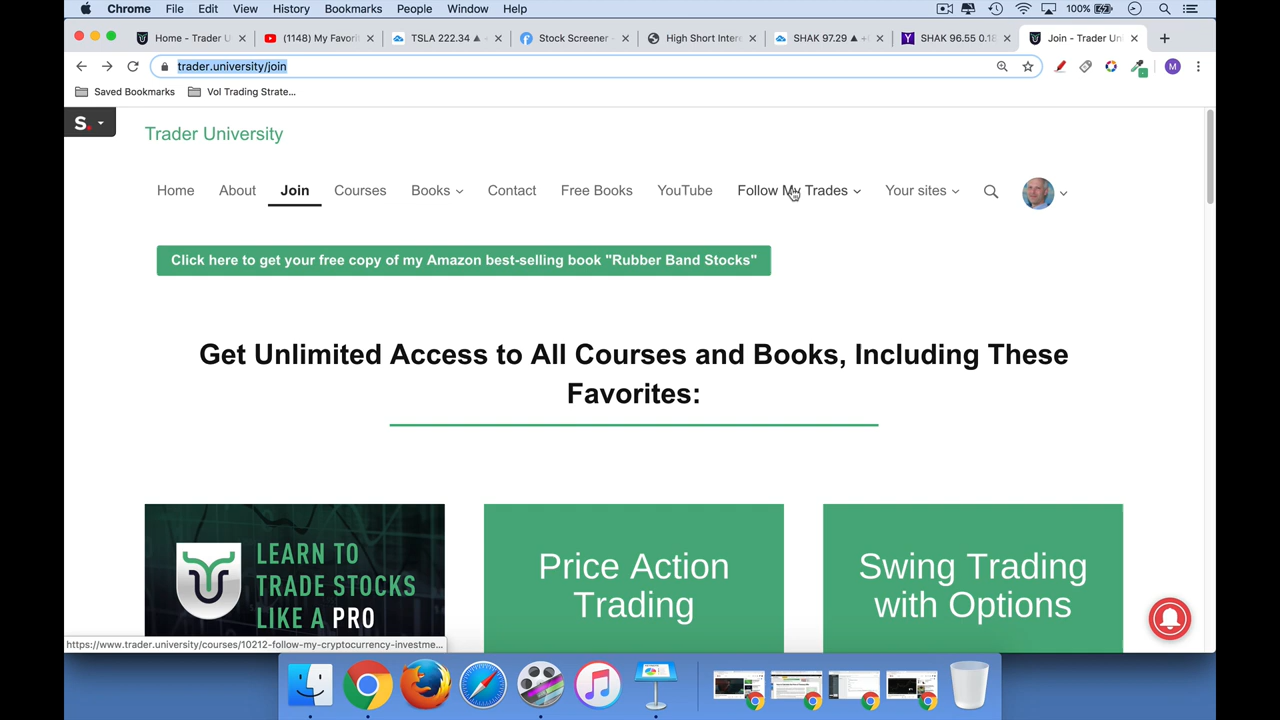 Chrome File Edit View History Bookmarks People Window Help 100%
Home - Trader U (1148) My Favori TSLA 222.34 ▲ Stock Screener - High Short Inter SHAK 97.29 ▲ SHAK 96.55 0.18 Join - Trader Un
trader.university/join
Saved Bookmarks Vol Trading Strate... M
S.
Trader University
Home About Join Courses Books Contact Free Books YouTube Follow My Trades Your sites
Click here to get your free copy of my Amazon best-selling book "Rubber Band Stocks"
Get Unlimited Access to All Courses and Books, Including These
Favorites:
LEARN TO
TRADE STOCKS
LIKE A PRO
Price Action
Trading
Swing Trading
with Options
https://www.trader.university/courses/10212-follow-my-cryptocurrency-investme...